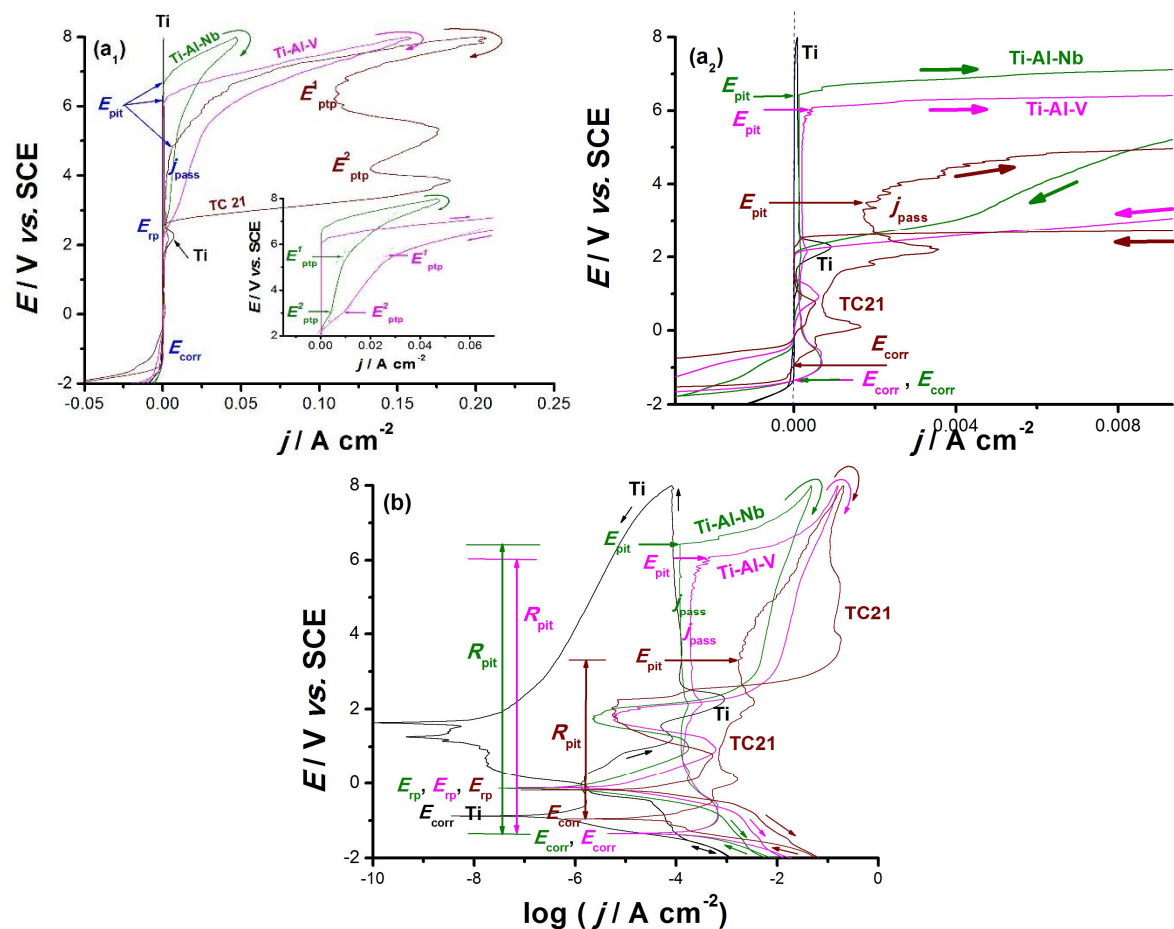 (a1)
Ti
Ti-Al-Nb
Ti-Al-V
Epit
jpass
E1ptp
E2ptp
TC 21
Erp
Ti
Ecorr
E / V vs. SCE
8
6
4
2
0
-2
-0.05
0.00
0.05
0.10
0.15
0.20
0.25
j / A cm-2
E / V vs. SCE
8
7
6
5
4
3
2
E1ptp
E1ptp
E2ptp
E2ptp
0.00
0.02
0.04
0.06
j / A cm-2
(a2)
Ti
Ti-Al-Nb
Epit
Ti-Al-V
Epit
Epit
jpass
Ti
TC21
Ecorr
Ecorr , Ecorr
E / V vs. SCE
8
6
4
2
0
-2
0.000
0.004
0.008
j / A cm-2
(b)
Ti
Ti-Al-Nb
Epit
Epit
Ti-Al-V
jpass
jpass
TC21
Rpit
Rpit
Epit
Rpit
Ti
TC21
Erp, Erp, Erp
Ecorr Ti
Ecorr
Ecorr, Ecorr
E / V vs. SCE
8
6
4
2
0
-2
-10
-8
-6
-4
-2
0
log ( j / A cm-2)